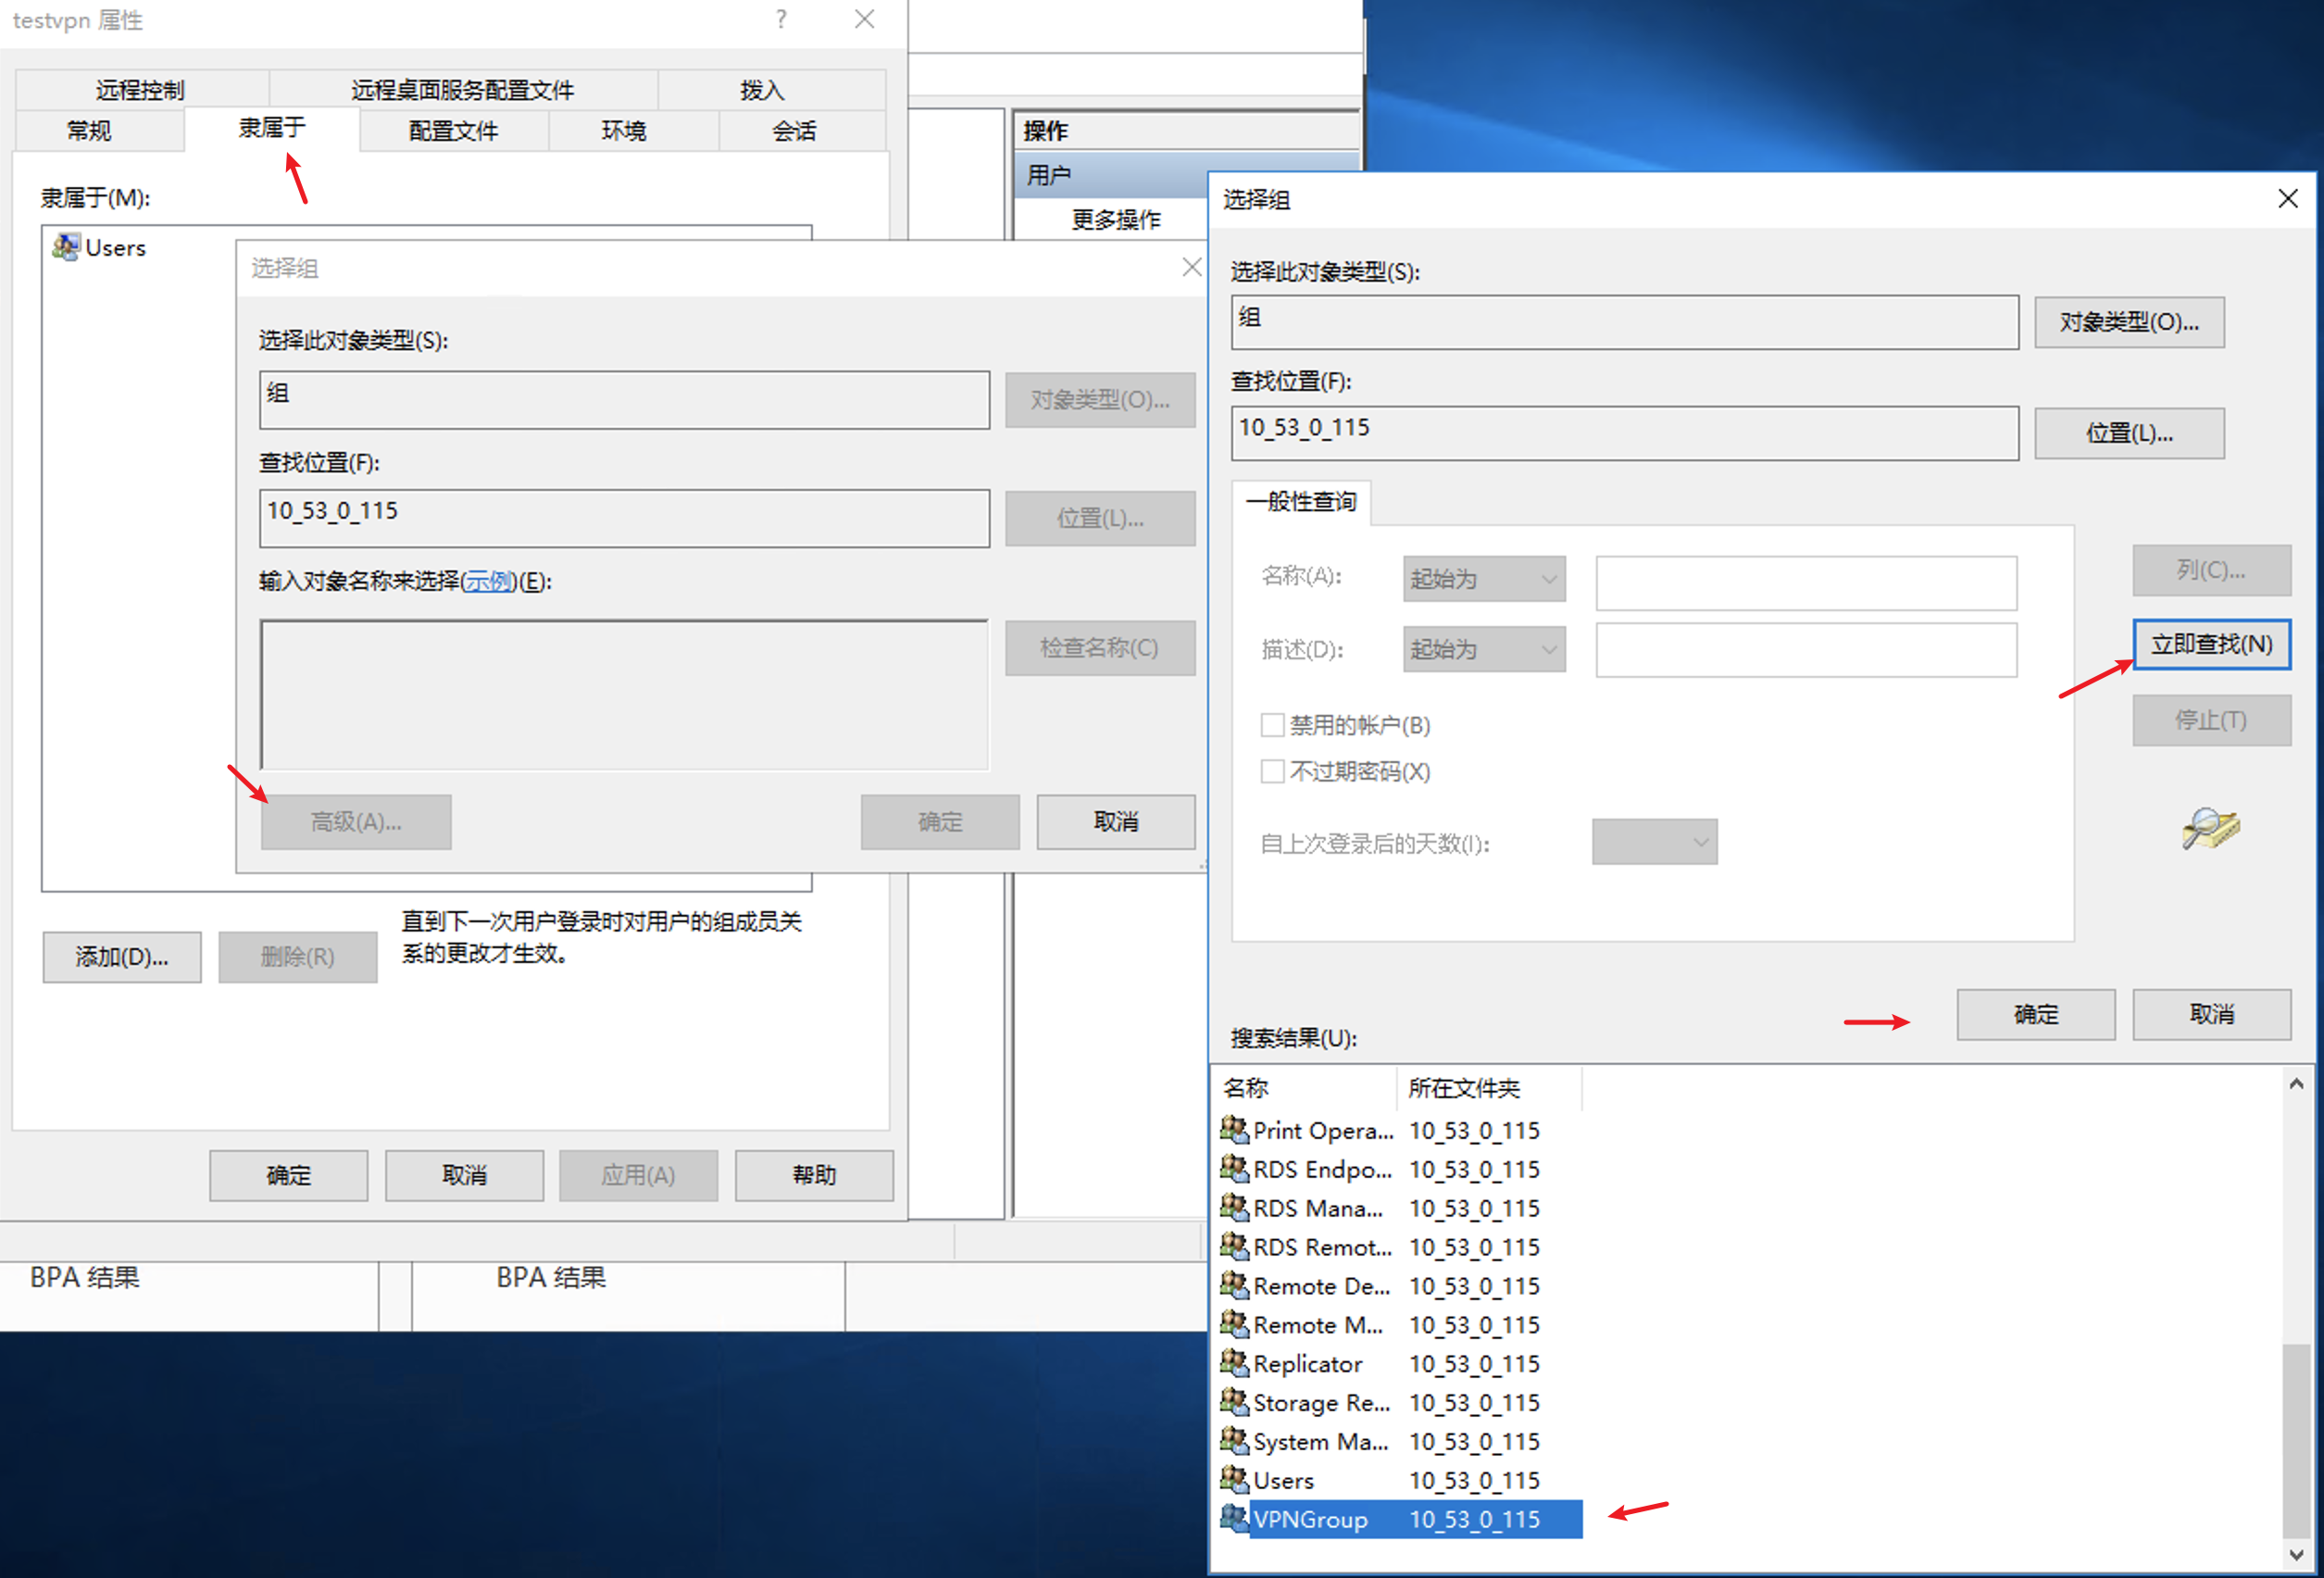 testvpn 属性
?
远程控制
远程桌面服务配置文件
拨入
常规
隶属于
配置文件
环境
会话
隶属于(M):
Users
添加(D)...
删除(R)
直到下一次用户登录时对用户的组成员关
系的更改才生效。
确定
取消
应用(A)
帮助
BPA 结果
BPA 结果
操作
用户
更多操作
选择组
选择此对象类型(S):
组
对象类型(O)...
查找位置(F):
10_53_0_115
位置(L)...
输入对象名称来选择(示例)(E):
检查名称(C)
高级(A)...
确定
取消
选择组
选择此对象类型(S):
组
对象类型(O)...
查找位置(F):
10_53_0_115
位置(L)...
一般性查询
名称(A):
起始为
描述(D):
起始为
禁用的帐户(B)
不过期密码(X)
自上次登录后的天数(I):
列(C)...
立即查找(N)
停止(T)
确定
取消
搜索结果(U):
名称 所在文件夹
Print Opera... 10_53_0_115
RDS Endpo... 10_53_0_115
RDS Mana... 10_53_0_115
RDS Remot... 10_53_0_115
Remote De... 10_53_0_115
Remote M... 10_53_0_115
Replicator 10_53_0_115
Storage Re... 10_53_0_115
System Ma... 10_53_0_115
Users 10_53_0_115
VPNGroup 10_53_0_115